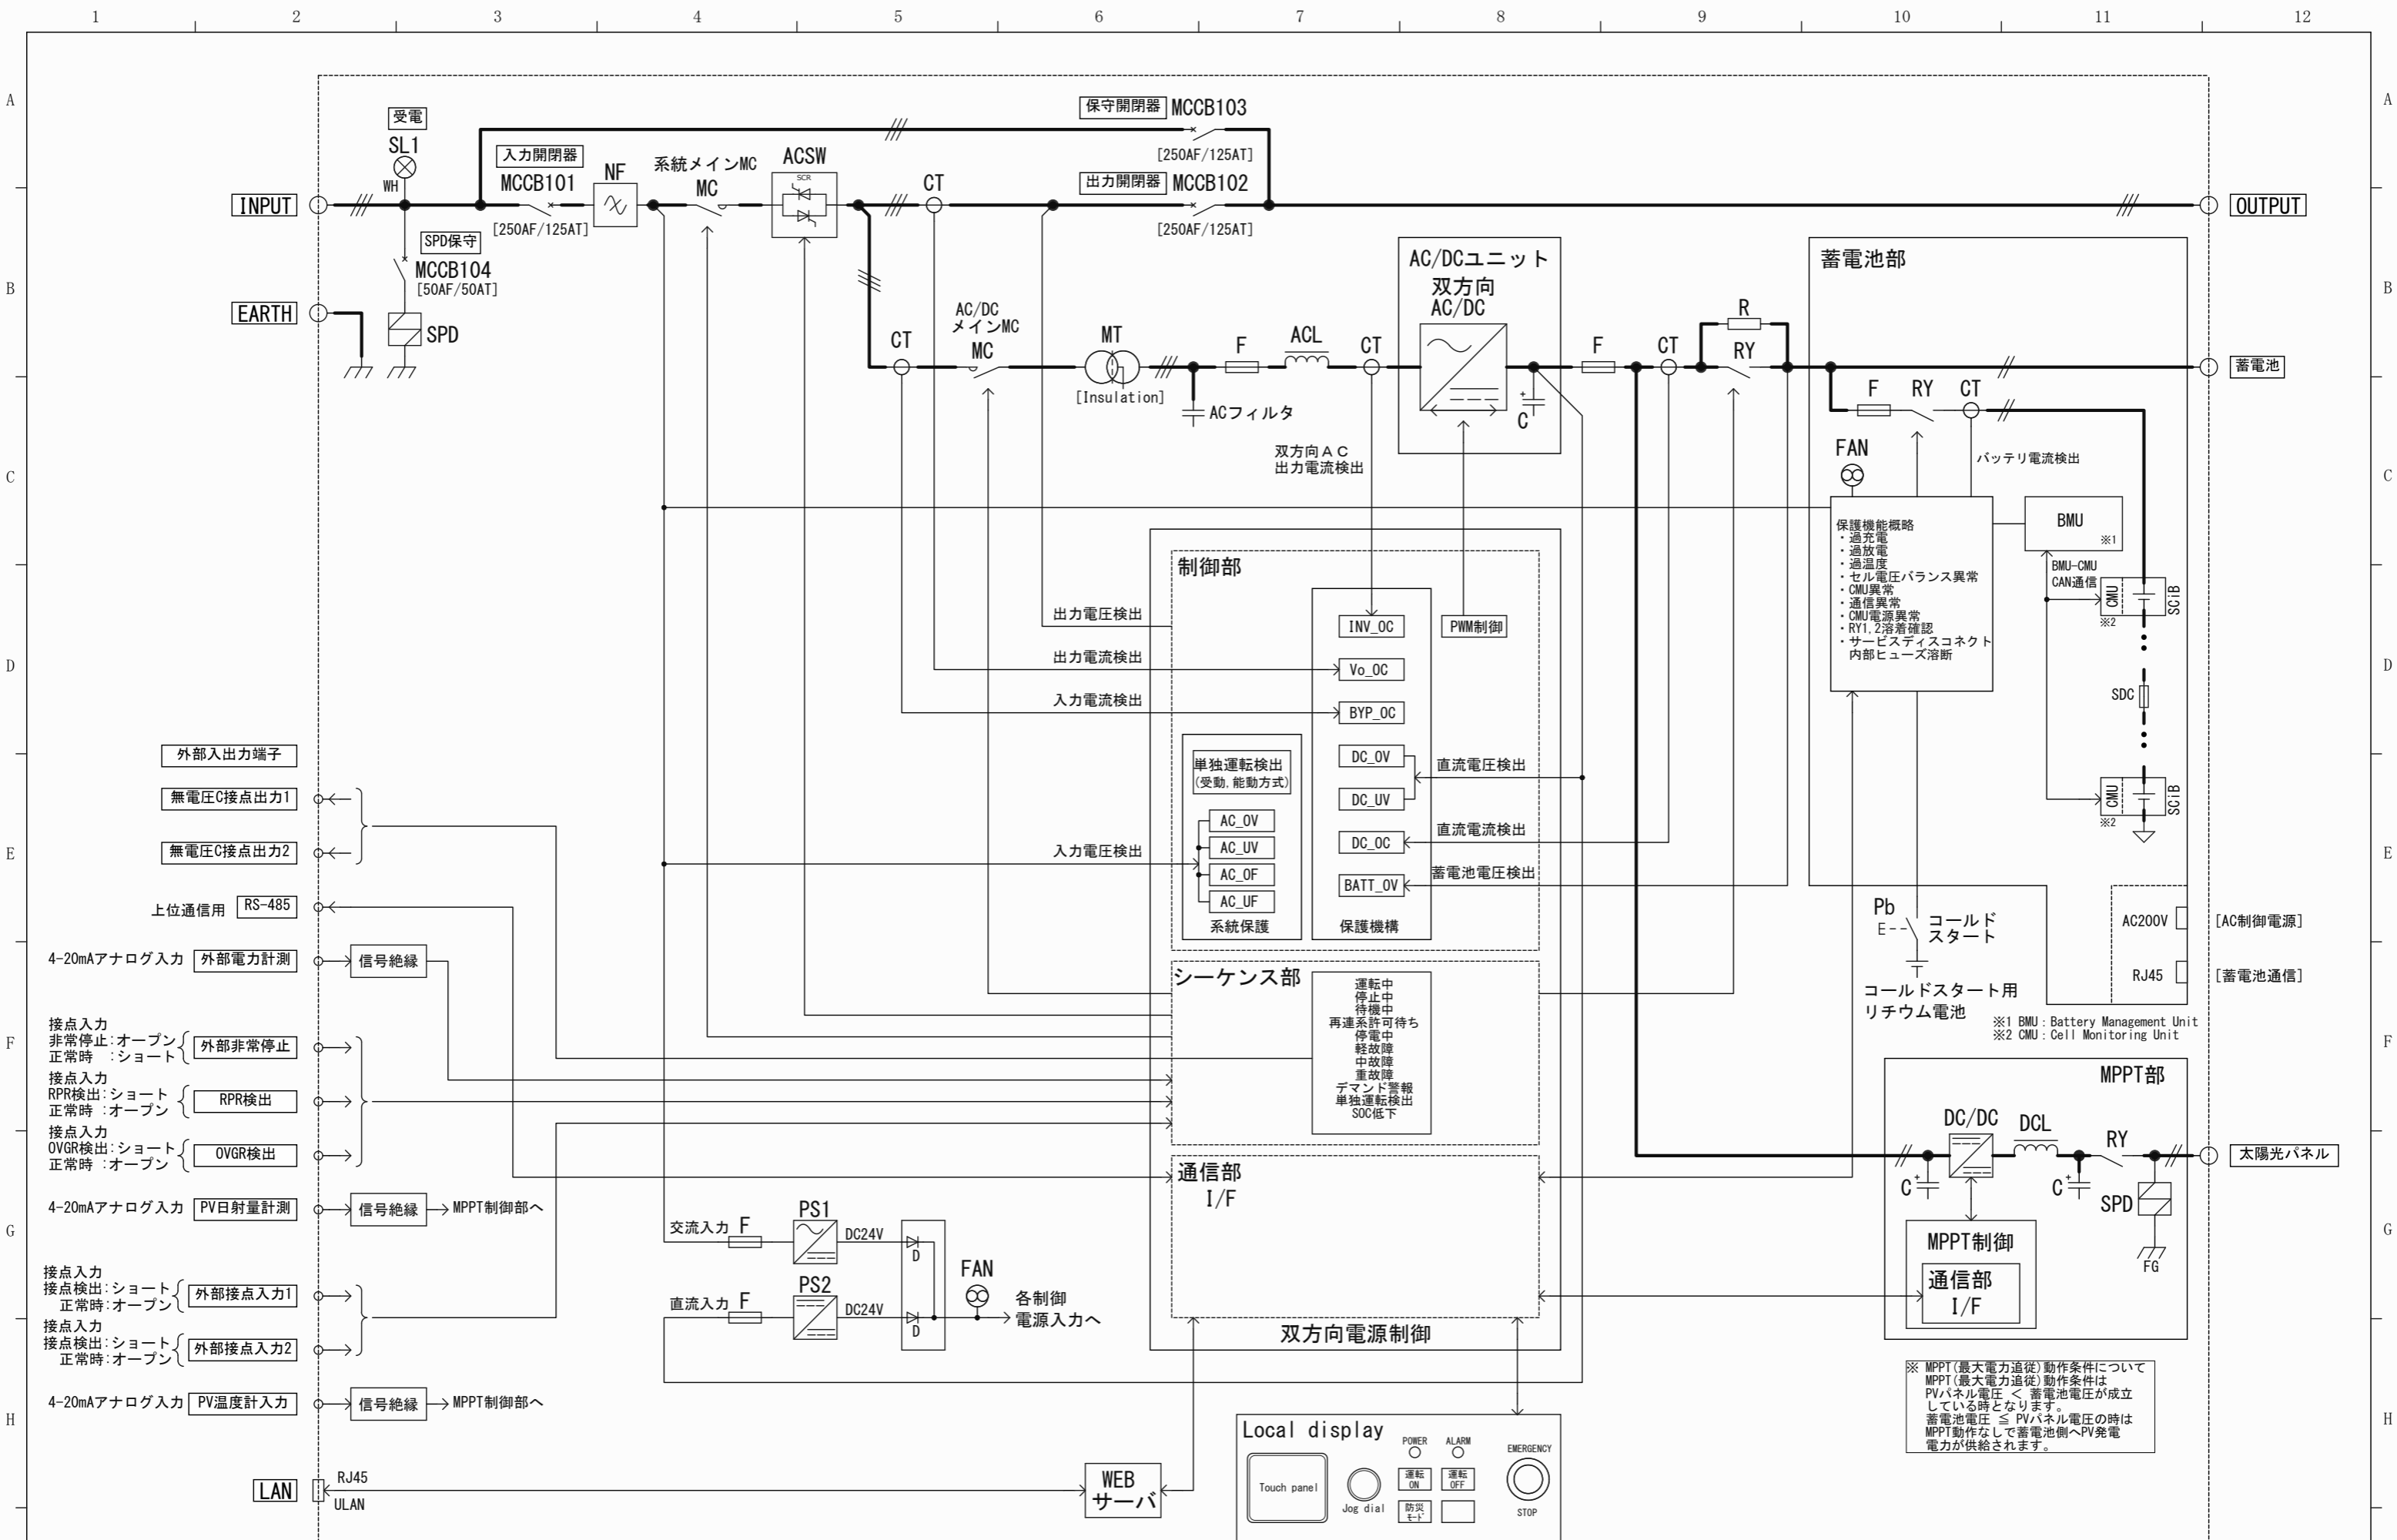 1 2 3 4 5 6 7 8 9 10 11 12
A A
保守開閉器 MCCB103
受電
SL1
WH
入力開閉器
MCCB101
[250AF/125AT]
NF
系統メインMC
MC
ACSW
SCR
CT
[250AF/125AT]
出力開閉器 MCCB102
[250AF/125AT]
INPUT
OUTPUT
SPD保守
MCCB104
[50AF/50AT]
SPD
B B
EARTH
AC/DC
メインMC
CT
MC
MT
[Insulation]
F
ACL
CT
ACフィルタ
AC/DCユニット
双方向
AC/DC
C
+
F
CT
R
RY
蓄電池部
蓄電池
F RY CT
FAN
バッテリ電流検出
双方向AC
出力電流検出
C C
保護機能概略
・過充電
・過放電
・過温度
・セル電圧バランス異常
・CMU異常
・通信異常
・CMU電源異常
・RY1,2溶着確認
・サービスディスコネクト
内部ヒューズ溶断
BMU
※1
BMU-CMU
CAN通信
CMU
SCiB
※2
SDC
CMU
SCiB
※2
制御部
出力電圧検出
INV_OC
PWM制御
D D
出力電流検出
Vo_OC
入力電流検出
BYP_OC
単独運転検出
(受動,能動方式)
DC_OV
直流電圧検出
DC_UV
AC_OV
AC_UV
AC_OF
AC_UF
系統保護
入力電圧検出
DC_OC
直流電流検出
BATT_OV
蓄電池電圧検出
保護機構
外部入出力端子
無電圧C接点出力1
無電圧C接点出力2
E E
上位通信用 RS-485
4-20mAアナログ入力 外部電力計測 信号絶縁
Pb
E--
コールド
スタート
コールドスタート用
リチウム電池
AC200V
[AC制御電源]
RJ45
[蓄電池通信]
※1 BMU：Battery Management Unit
※2 CMU：Cell Monitoring Unit
シーケンス部
運転中
停止中
待機中
再連系許可待ち
停電中
軽故障
中故障
重故障
デマンド警報
単独運転検出
SOC低下
F F
接点入力
非常停止:オープン
正常時 :ショート
外部非常停止
接点入力
RPR検出:ショート
正常時 :オープン
RPR検出
接点入力
OVGR検出:ショート
正常時 :オープン
OVGR検出
通信部
I/F
MPPT部
DC/DC
DCL
RY
C
+
C
+
SPD
FG
太陽光パネル
MPPT制御
通信部
I/F
4-20mAアナログ入力 PV日射量計測 信号絶縁 MPPT制御部へ
G G
交流入力 F
PS1
DC24V
D
直流入力 F
PS2
DC24V
D
FAN
各制御
電源入力へ
双方向電源制御
接点入力
接点検出:ショート
正常時:オープン
外部接点入力1
接点入力
接点検出:ショート
正常時:オープン
外部接点入力2
4-20mAアナログ入力 PV温度計入力 信号絶縁 MPPT制御部へ
※ MPPT(最大電力追従)動作条件について
MPPT(最大電力追従)動作条件は
PVパネル電圧 ＜ 蓄電池電圧が成立
している時となります。
蓄電池電圧 ≦ PVパネル電圧の時は
MPPT動作なしで蓄電池側へPV発電
電力が供給されます。
H H
Local display
Touch panel
Jog dial
POWER
ALARM
運転
ON
運転
OFF
防災
ﾓｰﾄﾞ
EMERGENCY
STOP
LAN
RJ45
ULAN
WEB
サーバ